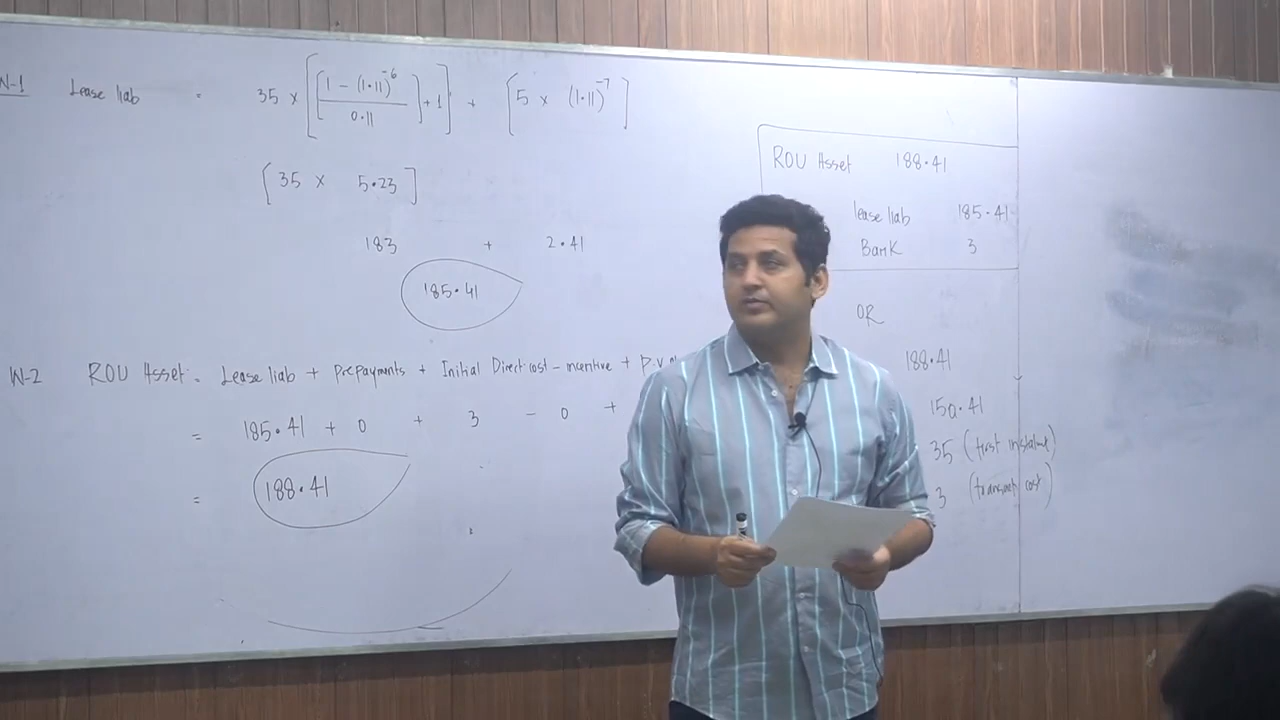 W-1 Lease liab = 35 × [[1 - (1.11)^-6 / 0.11] + 1] + [5 × (1.11)^-7]
[35 × 5.23]
183 + 2.41
185.41
W-2 ROU Asset = Lease liab + prepayments + Initial Direct cost - incentive + p.v
= 185.41 + 0 + 3 - 0 +
= 188.41
ROU Asset 188.41
lease liab 185.41
Bank 3
OR
188.41
150.41
35 (first instalment)
3 (transact cost)